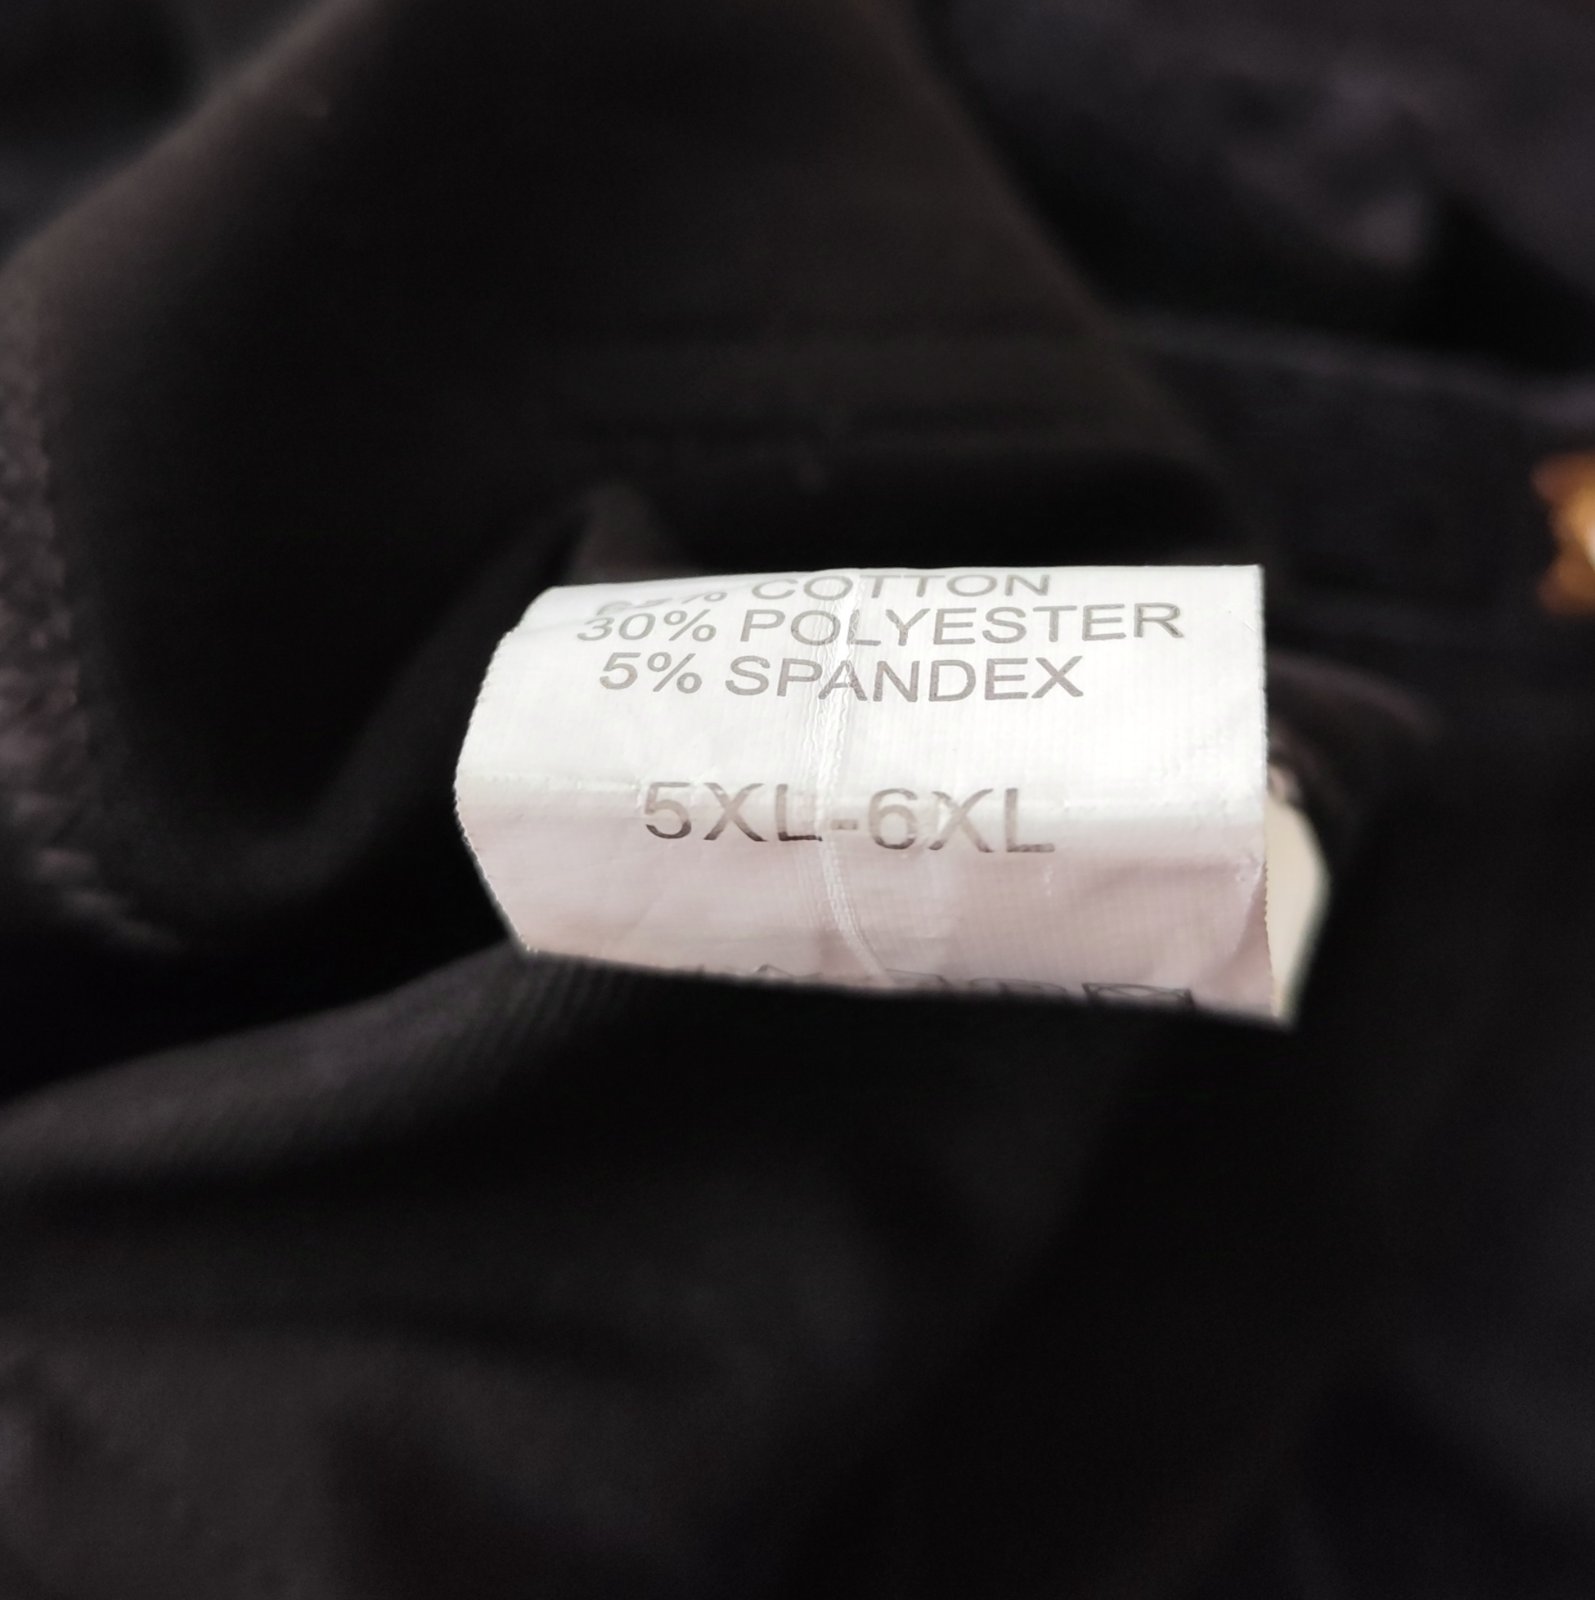 COTTON
30% POLYESTER
5% SPANDEX
5XL-6XL